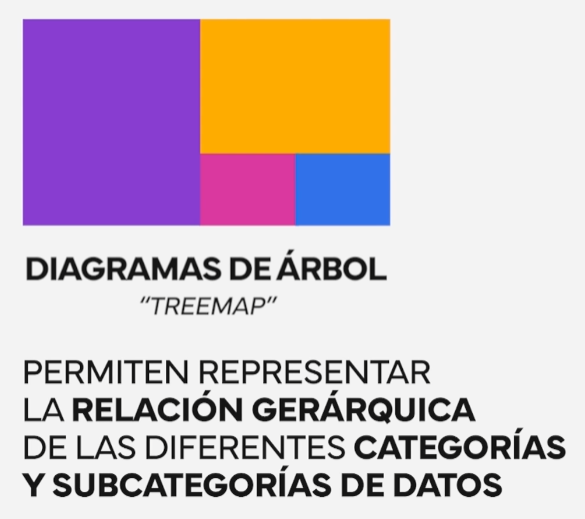 DIAGRAMAS DE ÁRBOL
“TREEMAP”
PERMITEN REPRESENTAR
LA RELACIÓN GERÁRQUICA
DE LAS DIFERENTES CATEGORÍAS
Y SUBCATEGORÍAS DE DATOS